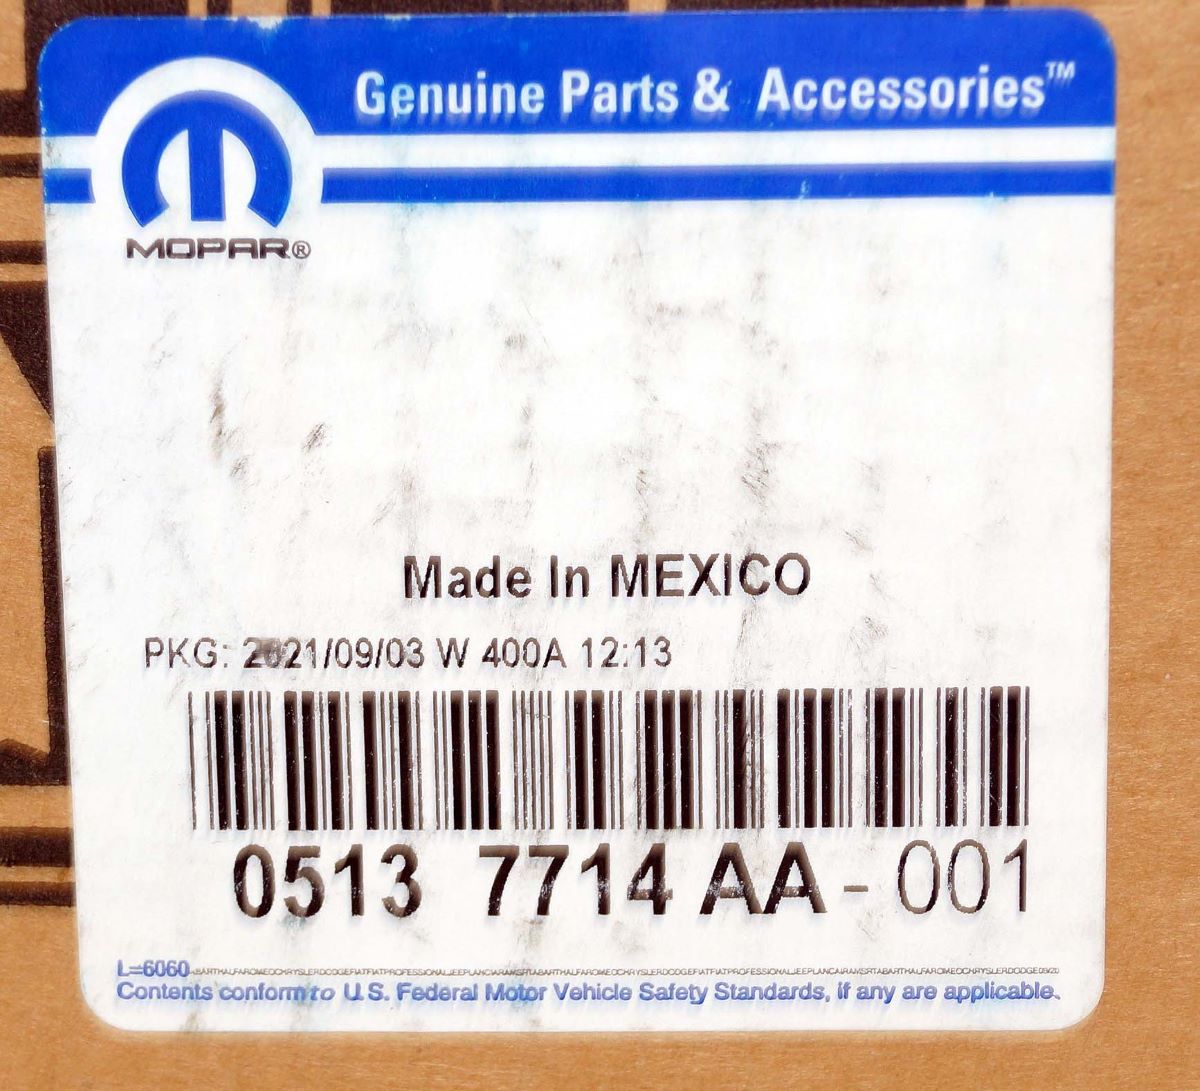 Genuine Parts & Accessories™
MOPAR®
Made In MEXICO
PKG: 2021/09/03 W 400A 12:13
0513 7714 AA - 001
L=6060
Contents conform to U.S. Federal Motor Vehicle Safety Standards, if any are applicable.